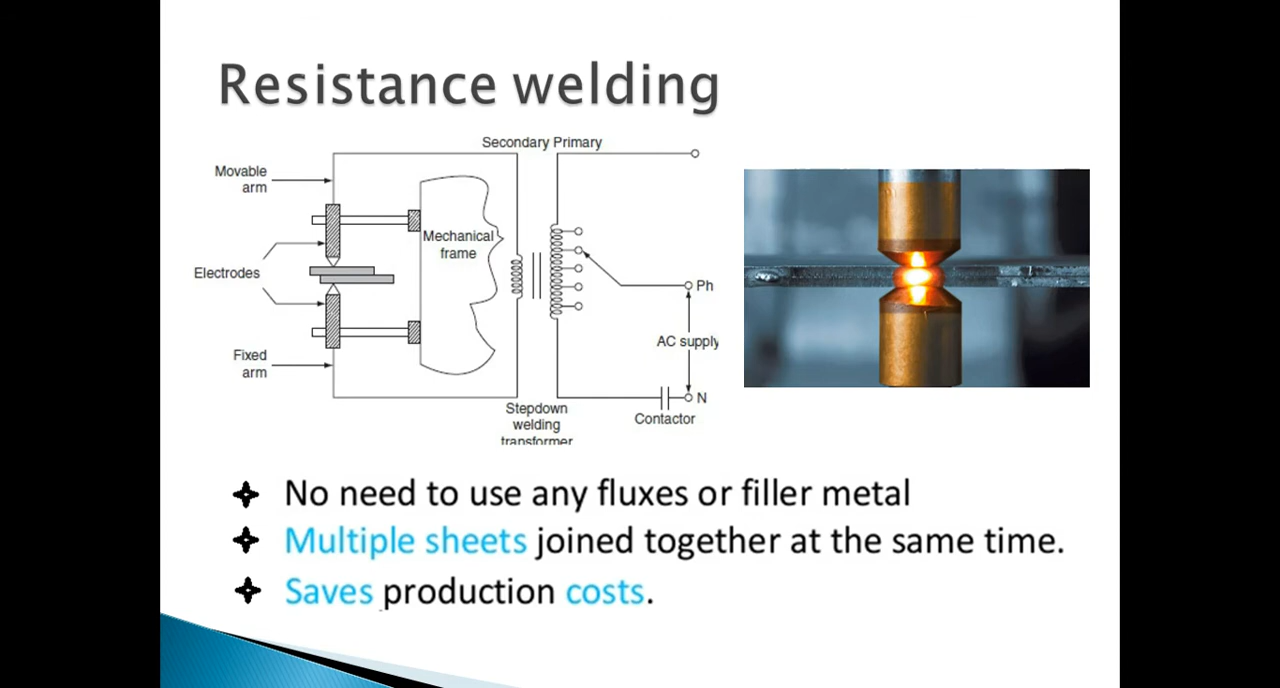 Resistance welding
Secondary Primary
Movable
arm
Mechanical
frame
Electrodes
Ph
AC supply
Fixed
arm
N
Contactor
Stepdown
welding
transformer
No need to use any fluxes or filler metal
Multiple sheets joined together at the same time.
Saves production costs.